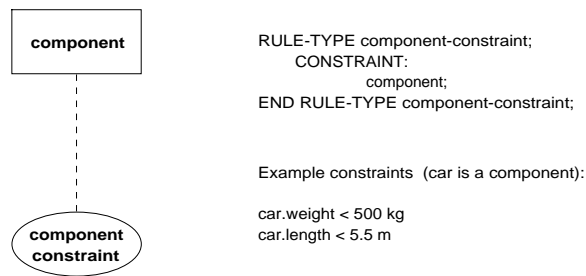 component
RULE-TYPE component-constraint;
CONSTRAINT:
component;
END RULE-TYPE component-constraint;
Example constraints (car is a component):
car.weight < 500 kg
car.length < 5.5 m
component
constraint